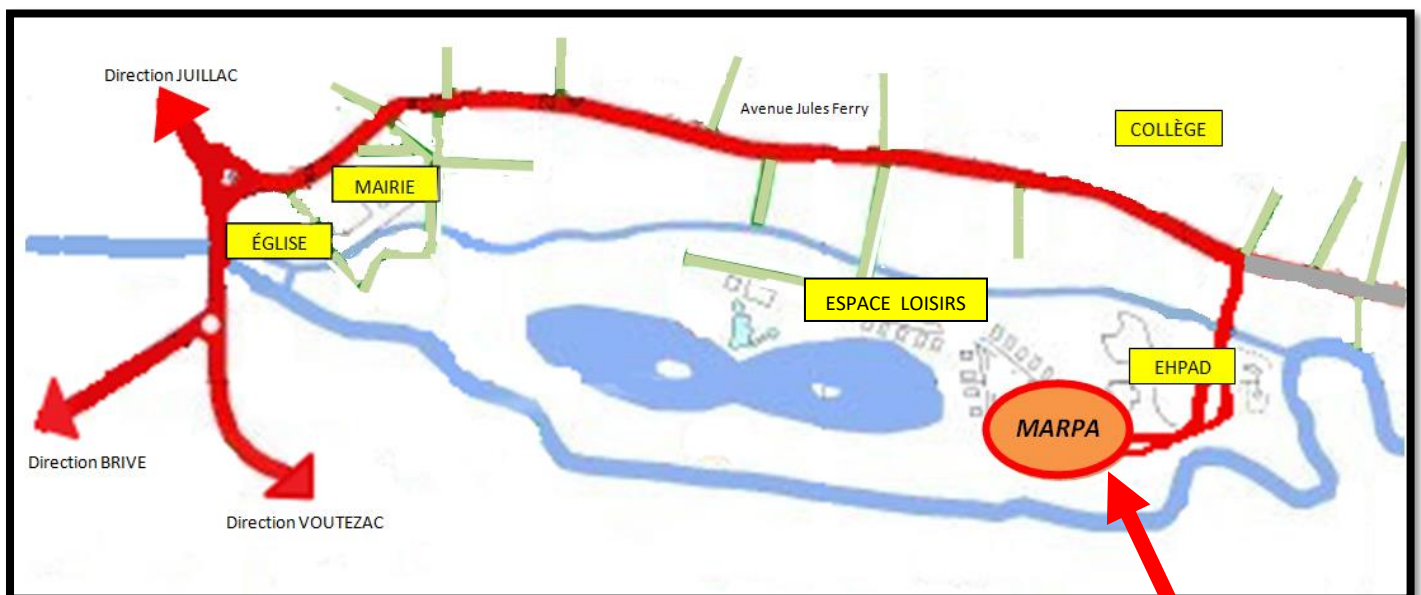 Direction JUILLAC
Avenue Jules Ferry
COLLÈGE
MAIRIE
ÉGLISE
ESPACE LOISIRS
EHPAD
MARPA
Direction BRIVE
Direction VOUTEZAC